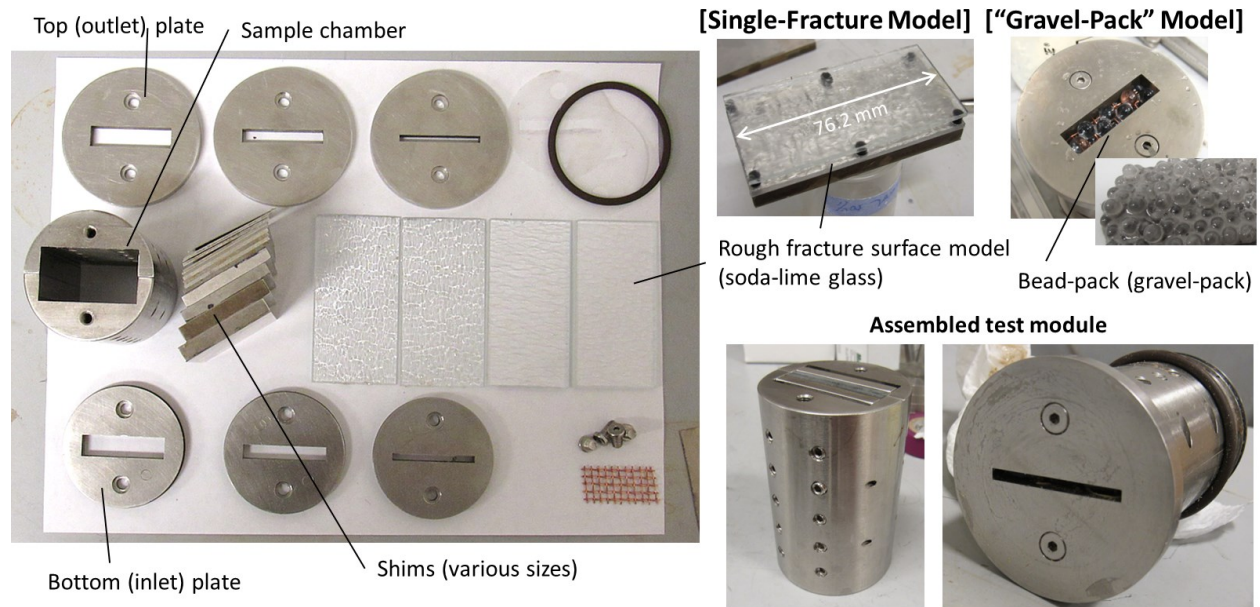 Top (outlet) plate
Sample chamber
[Single-Fracture Model]
["Gravel-Pack" Model]
76.2 mm
Rough fracture surface model
(soda-lime glass)
Bead-pack (gravel-pack)
Assembled test module
Shims (various sizes)
Bottom (inlet) plate